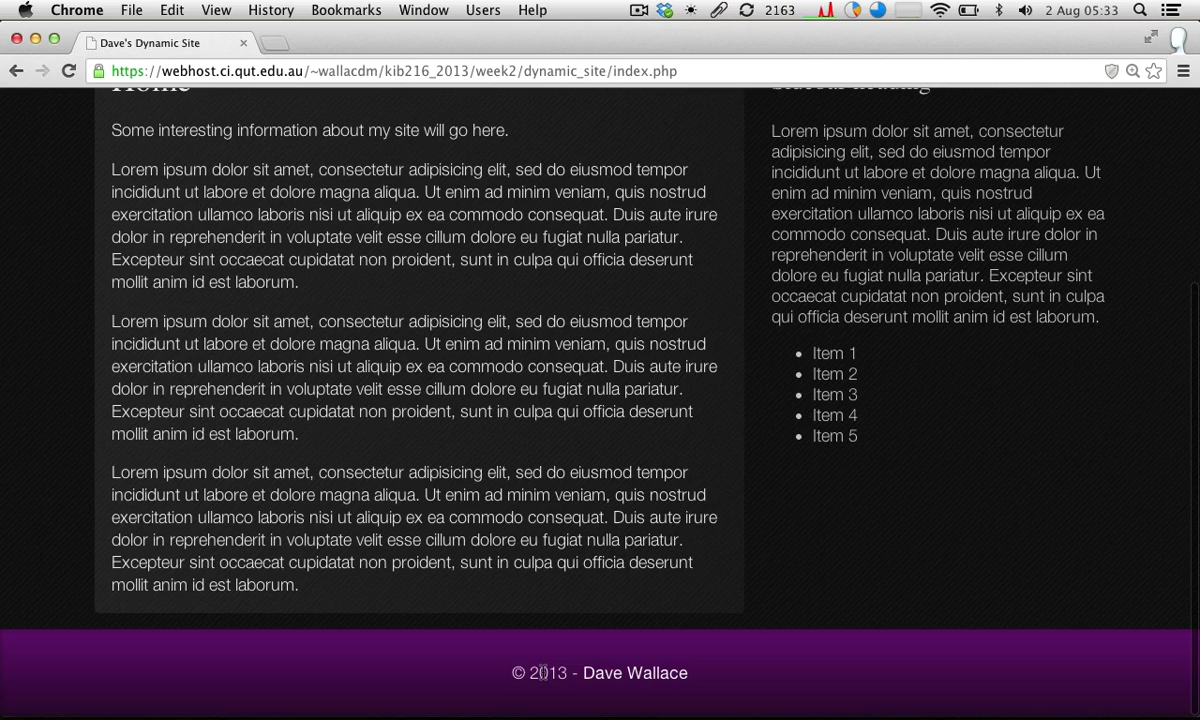 Chrome File Edit View History Bookmarks Window Users Help 2163 2 Aug 05:33
Dave's Dynamic Site
https://webhost.ci.qut.edu.au/~wallacdm/kib216_2013/week2/dynamic_site/index.php
Home
Some interesting information about my site will go here.
Lorem ipsum dolor sit amet, consectetur adipisicing elit, sed do eiusmod tempor
incididunt ut labore et dolore magna aliqua. Ut enim ad minim veniam, quis nostrud
exercitation ullamco laboris nisi ut aliquip ex ea commodo consequat. Duis aute irure
dolor in reprehenderit in voluptate velit esse cillum dolore eu fugiat nulla pariatur.
Excepteur sint occaecat cupidatat non proident, sunt in culpa qui officia deserunt
mollit anim id est laborum.
Lorem ipsum dolor sit amet, consectetur adipisicing elit, sed do eiusmod tempor
incididunt ut labore et dolore magna aliqua. Ut enim ad minim veniam, quis nostrud
exercitation ullamco laboris nisi ut aliquip ex ea commodo consequat. Duis aute irure
dolor in reprehenderit in voluptate velit esse cillum dolore eu fugiat nulla pariatur.
Excepteur sint occaecat cupidatat non proident, sunt in culpa qui officia deserunt
mollit anim id est laborum.
Lorem ipsum dolor sit amet, consectetur adipisicing elit, sed do eiusmod tempor
incididunt ut labore et dolore magna aliqua. Ut enim ad minim veniam, quis nostrud
exercitation ullamco laboris nisi ut aliquip ex ea commodo consequat. Duis aute irure
dolor in reprehenderit in voluptate velit esse cillum dolore eu fugiat nulla pariatur.
Excepteur sint occaecat cupidatat non proident, sunt in culpa qui officia deserunt
mollit anim id est laborum.
Sidebar heading
Lorem ipsum dolor sit amet, consectetur
adipisicing elit, sed do eiusmod tempor
incididunt ut labore et dolore magna aliqua. Ut
enim ad minim veniam, quis nostrud
exercitation ullamco laboris nisi ut aliquip ex ea
commodo consequat. Duis aute irure dolor in
reprehenderit in voluptate velit esse cillum
dolore eu fugiat nulla pariatur. Excepteur sint
occaecat cupidatat non proident, sunt in culpa
qui officia deserunt mollit anim id est laborum.
• Item 1
• Item 2
• Item 3
• Item 4
• Item 5
© 2013 - Dave Wallace